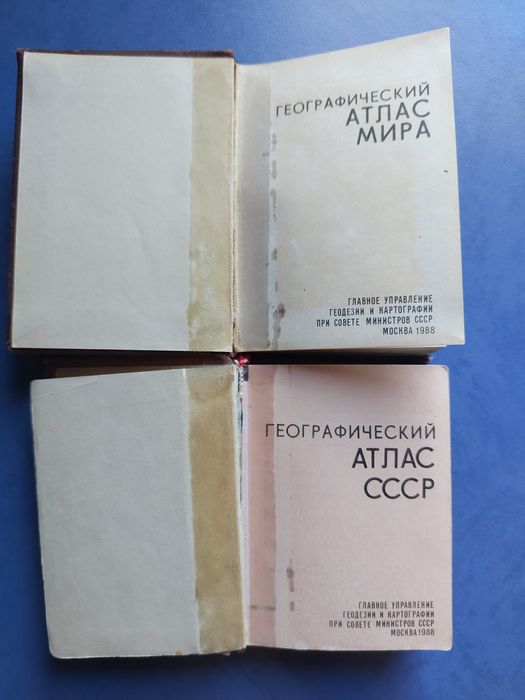 ГЕОГРАФИЧЕСКИЙ
АТЛАС
МИРА
ГЛАВНОЕ УПРАВЛЕНИЕ
ГЕОДЕЗИИ И КАРТОГРАФИИ
ПРИ СОВЕТЕ МИНИСТРОВ СССР
МОСКВА 1988
ГЕОГРАФИЧЕСКИЙ
АТЛАС
СССР
ГЛАВНОЕ УПРАВЛЕНИЕ
ГЕОДЕЗИИ И КАРТОГРАФИИ
ПРИ СОВЕТЕ МИНИСТРОВ СССР
МОСКВА 1988